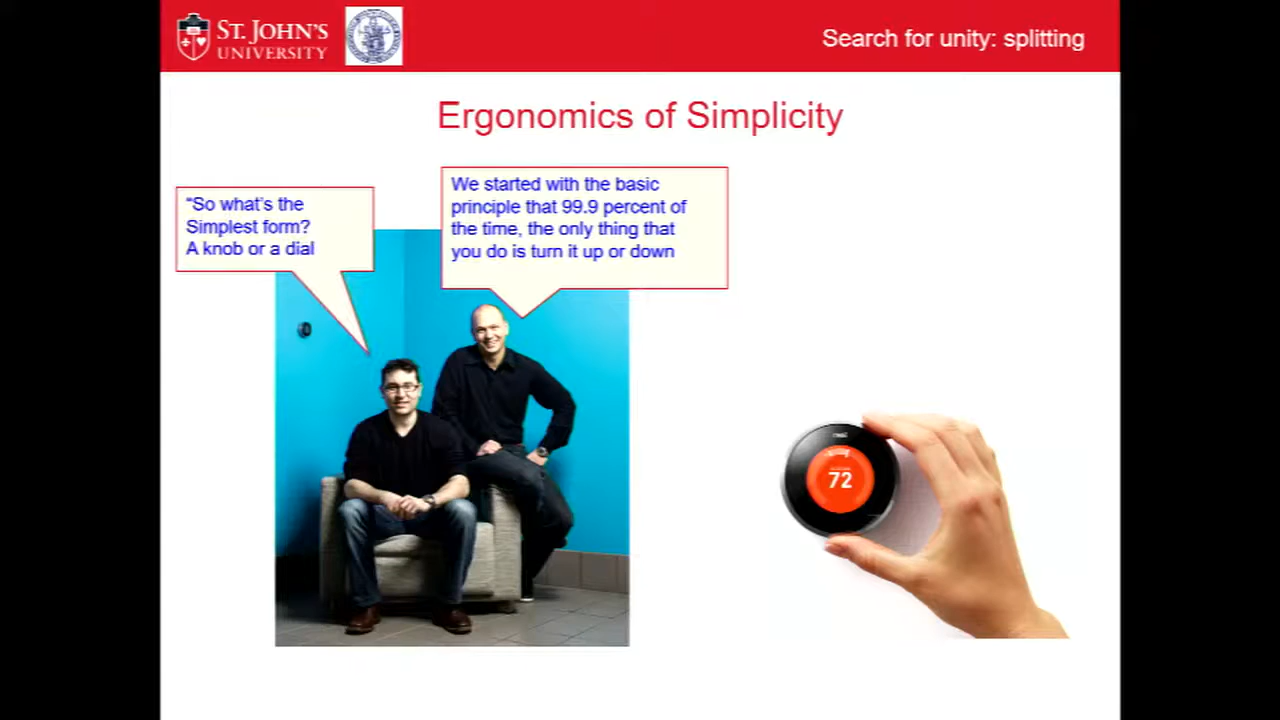 ST. JOHN'S
UNIVERSITY
Search for unity: splitting
Ergonomics of Simplicity
“So what's the
Simplest form?
A knob or a dial
We started with the basic
principle that 99.9 percent of
the time, the only thing that
you do is turn it up or down
72